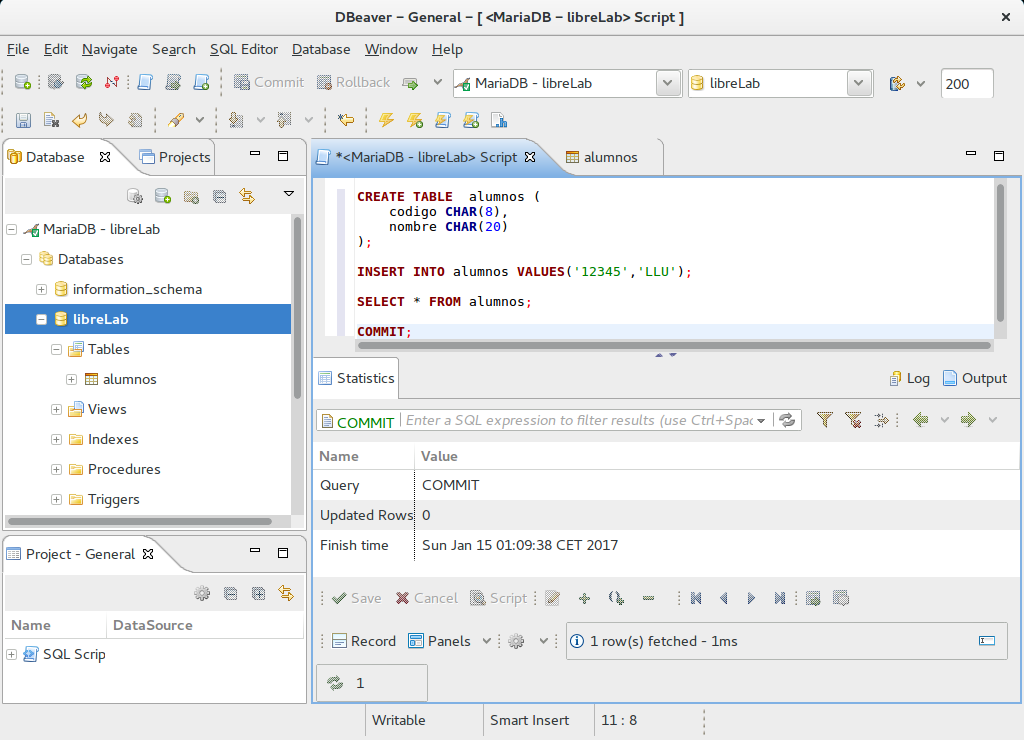 DBeaver – General – [ <MariaDB – libreLab> Script ]
File Edit Navigate Search SQL Editor Database Window Help
Commit Rollback MariaDB - libreLab libreLab 200
Database Projects
MariaDB - libreLab
Databases
information_schema
libreLab
Tables
alumnos
Views
Indexes
Procedures
Triggers
Project - General
Name DataSource
SQL Scrip
*<MariaDB - libreLab> Script alumnos
CREATE TABLE  alumnos (
    codigo CHAR(8),
    nombre CHAR(20)
);
INSERT INTO alumnos VALUES('12345','LLU');
SELECT * FROM alumnos;
COMMIT;
Statistics Log Output
COMMIT Enter a SQL expression to filter results (use Ctrl+Spac
Name Value
Query COMMIT
Updated Rows 0
Finish time Sun Jan 15 01:09:38 CET 2017
Save Cancel Script
Record Panels 1 row(s) fetched - 1ms
1
Writable Smart Insert 11 : 8